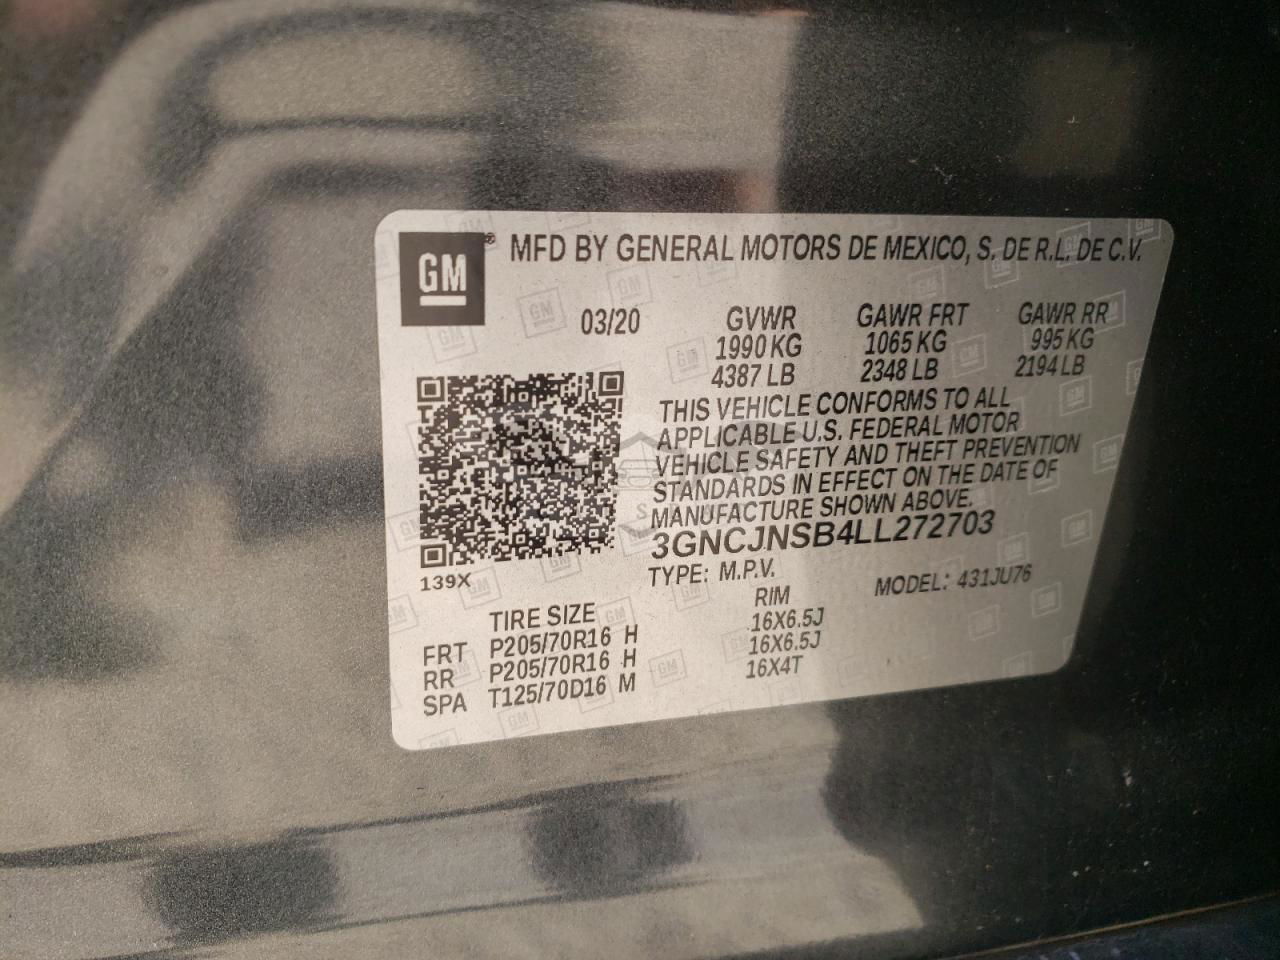 GM® MFD BY GENERAL MOTORS DE MEXICO, S. DE R.L. DE C.V.
03/20 GVWR GAWR FRT GAWR RR
1990 KG 1065 KG 995 KG
4387 LB 2348 LB 2194 LB
THIS VEHICLE CONFORMS TO ALL
APPLICABLE U.S. FEDERAL MOTOR
VEHICLE SAFETY AND THEFT PREVENTION
STANDARDS IN EFFECT ON THE DATE OF
MANUFACTURE SHOWN ABOVE.
3GNCJNSB4LL272703
139X
TYPE: M.P.V. MODEL: 431JU76
TIRE SIZE RIM
FRT P205/70R16 H 16X6.5J
RR P205/70R16 H 16X6.5J
SPA T125/70D16 M 16X4T